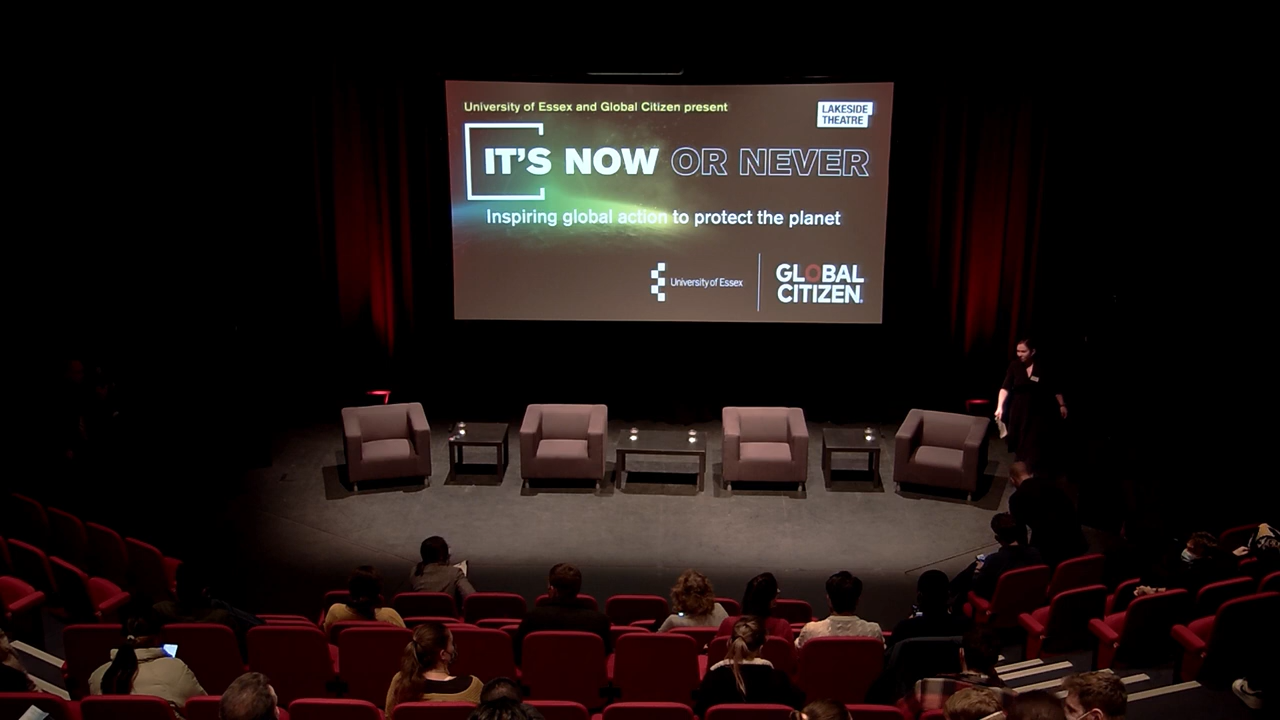 University of Essex and Global Citizen present
LAKESIDE
THEATRE
IT'S NOW OR NEVER
Inspiring global action to protect the planet
University of Essex
GLOBAL
CITIZEN.